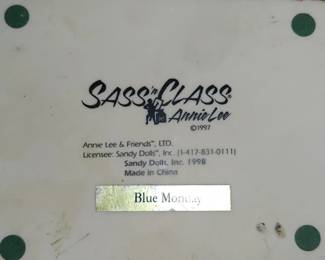 SASS 'n CLASS
Annie Lee
©1997
Annie Lee & Friends™, LTD.
Licensee: Sandy Dolls™, Inc. (1-417-831-0111)
Sandy Dolls, Inc. 1998
Made in China
Blue Monday